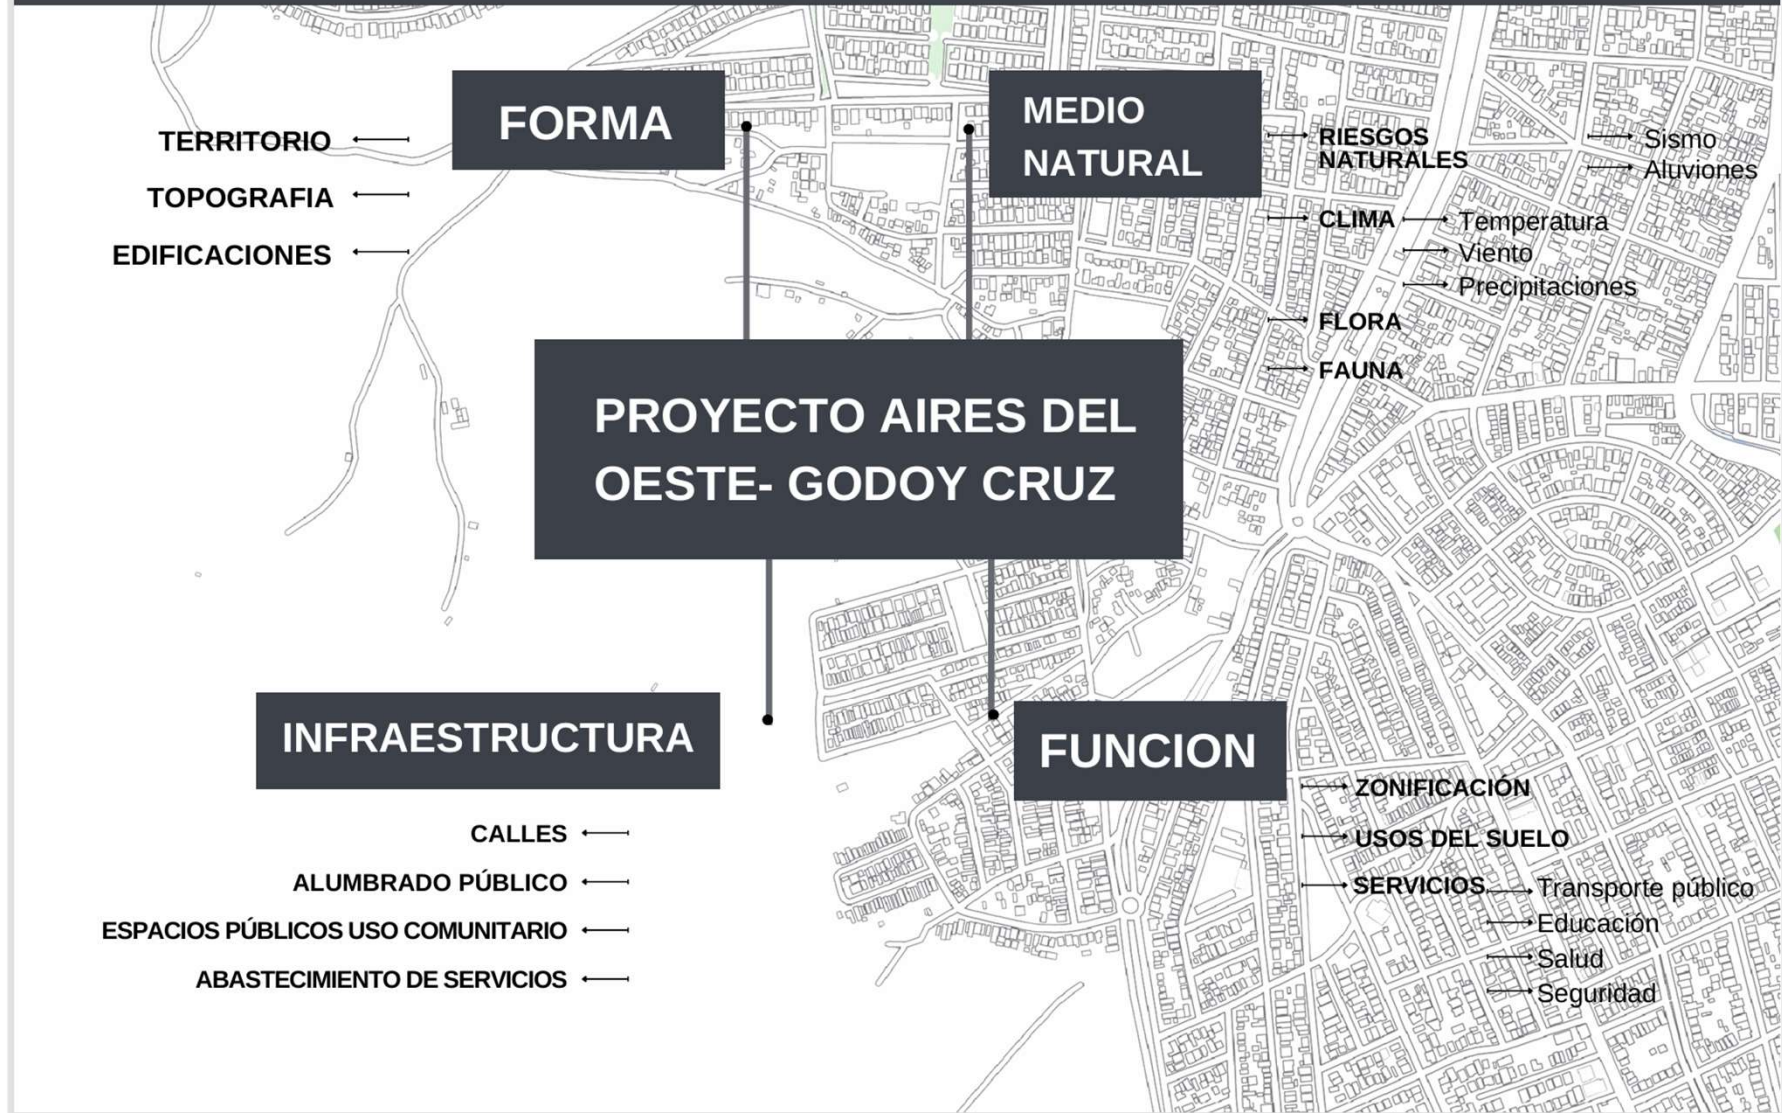 FORMA
TERRITORIO
TOPOGRAFIA
EDIFICACIONES
MEDIO
NATURAL
RIESGOS
NATURALES
Sismo
Aluviones
CLIMA
Temperatura
Viento
Precipitaciones
FLORA
FAUNA
PROYECTO AIRES DEL
OESTE- GODOY CRUZ
INFRAESTRUCTURA
CALLES
ALUMBRADO PÚBLICO
ESPACIOS PÚBLICOS USO COMUNITARIO
ABASTECIMIENTO DE SERVICIOS
FUNCION
ZONIFICACIÓN
USOS DEL SUELO
SERVICIOS
Transporte público
Educación
Salud
Seguridad